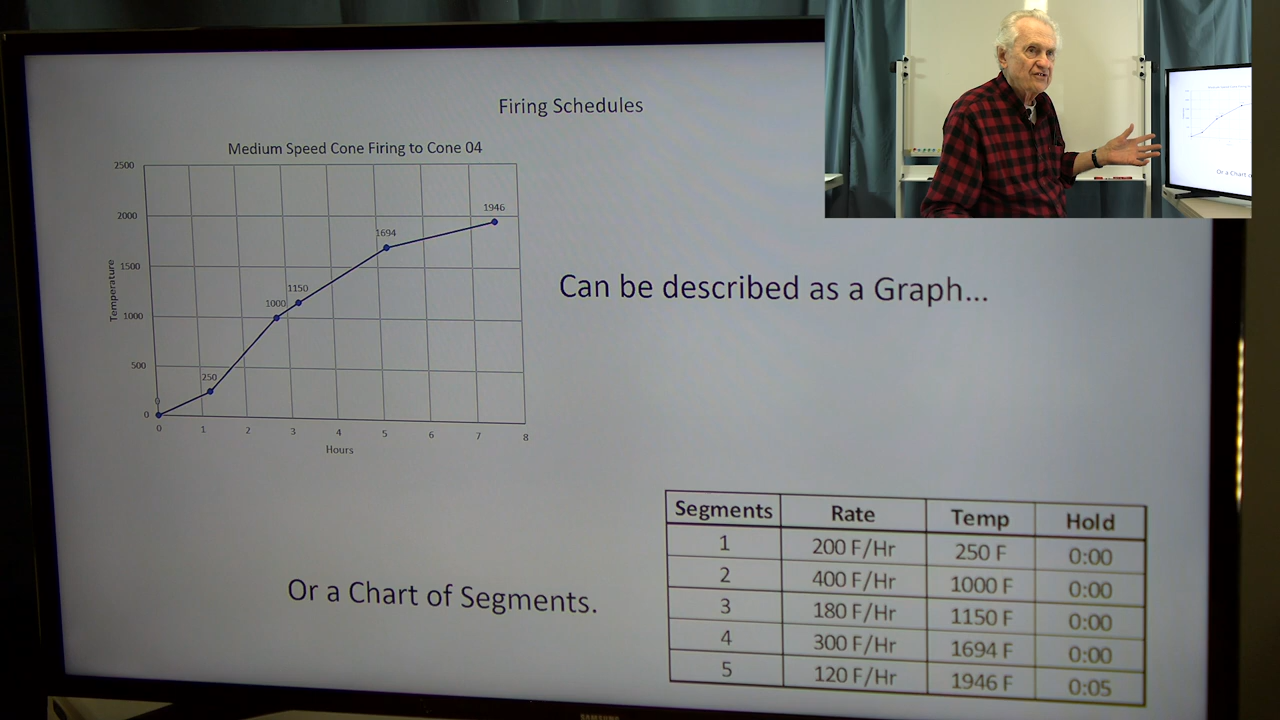 Firing Schedules
Medium Speed Cone Firing to Cone 04
2500
2000
1500
1000
500
0
Temperature
0
250
1000
1150
1694
1946
0 1 2 3 4 5 6 7 8
Hours
Can be described as a Graph...
Or a Chart of Segments.
Segments Rate Temp Hold
1 200 F/Hr 250 F 0:00
2 400 F/Hr 1000 F 0:00
3 180 F/Hr 1150 F 0:00
4 300 F/Hr 1694 F 0:00
5 120 F/Hr 1946 F 0:05
Or a Chart o
SAMSUNG